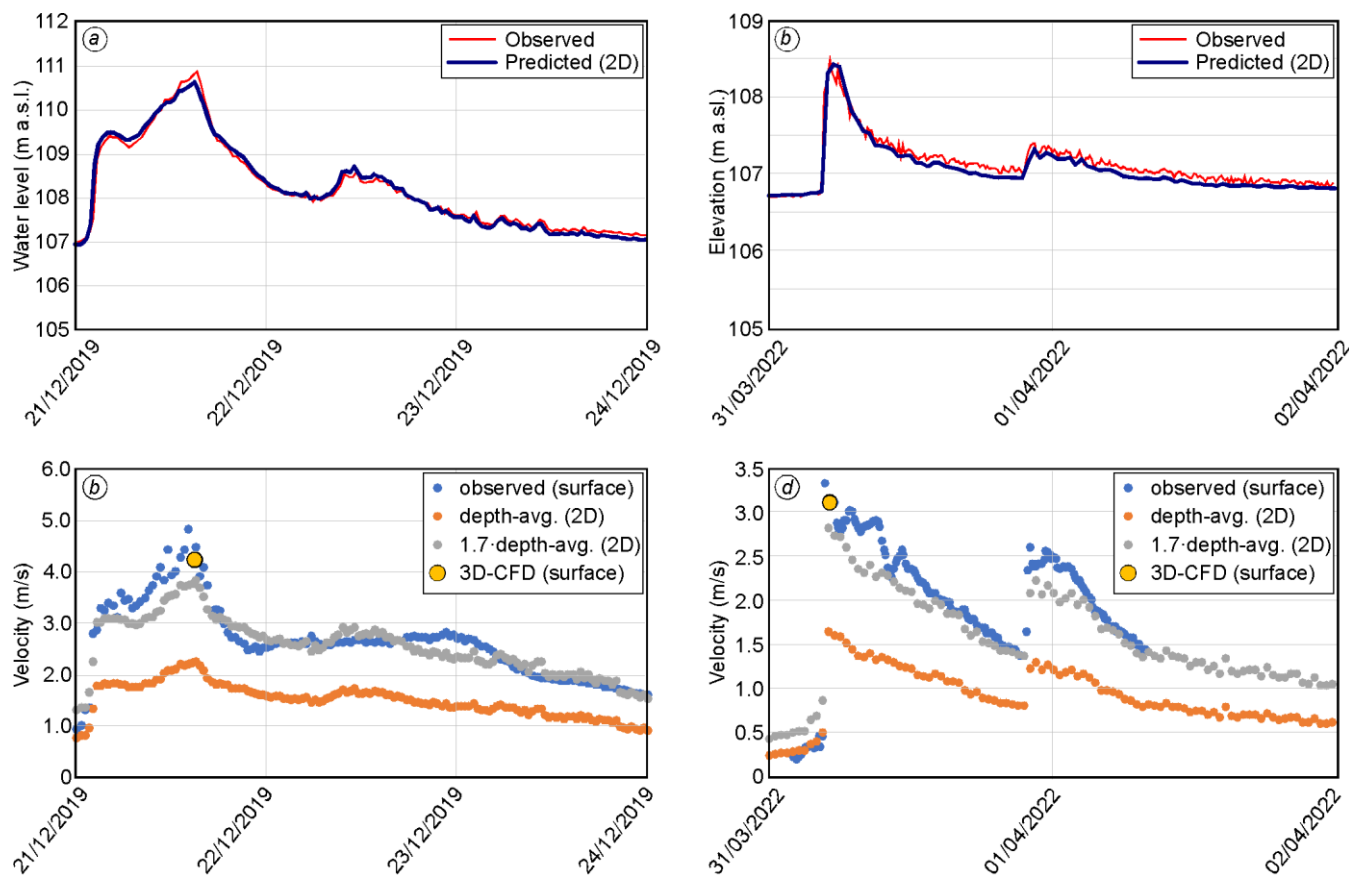 a
Observed
Predicted (2D)
Water level (m a.s.l.)
112
111
110
109
108
107
106
105
21/12/2019
22/12/2019
23/12/2019
24/12/2019
b
Observed
Predicted (2D)
Elevation (m a.sl.)
109
108
107
106
105
31/03/2022
01/04/2022
02/04/2022
b
observed (surface)
depth-avg. (2D)
1.7·depth-avg. (2D)
3D-CFD (surface)
Velocity (m/s)
6.0
5.0
4.0
3.0
2.0
1.0
0
21/12/2019
22/12/2019
23/12/2019
24/12/2019
d
observed (surface)
depth-avg. (2D)
1.7·depth-avg. (2D)
3D-CFD (surface)
Velocity (m/s)
3.5
3.0
2.5
2.0
1.5
1.0
0.5
0
31/03/2022
01/04/2022
02/04/2022